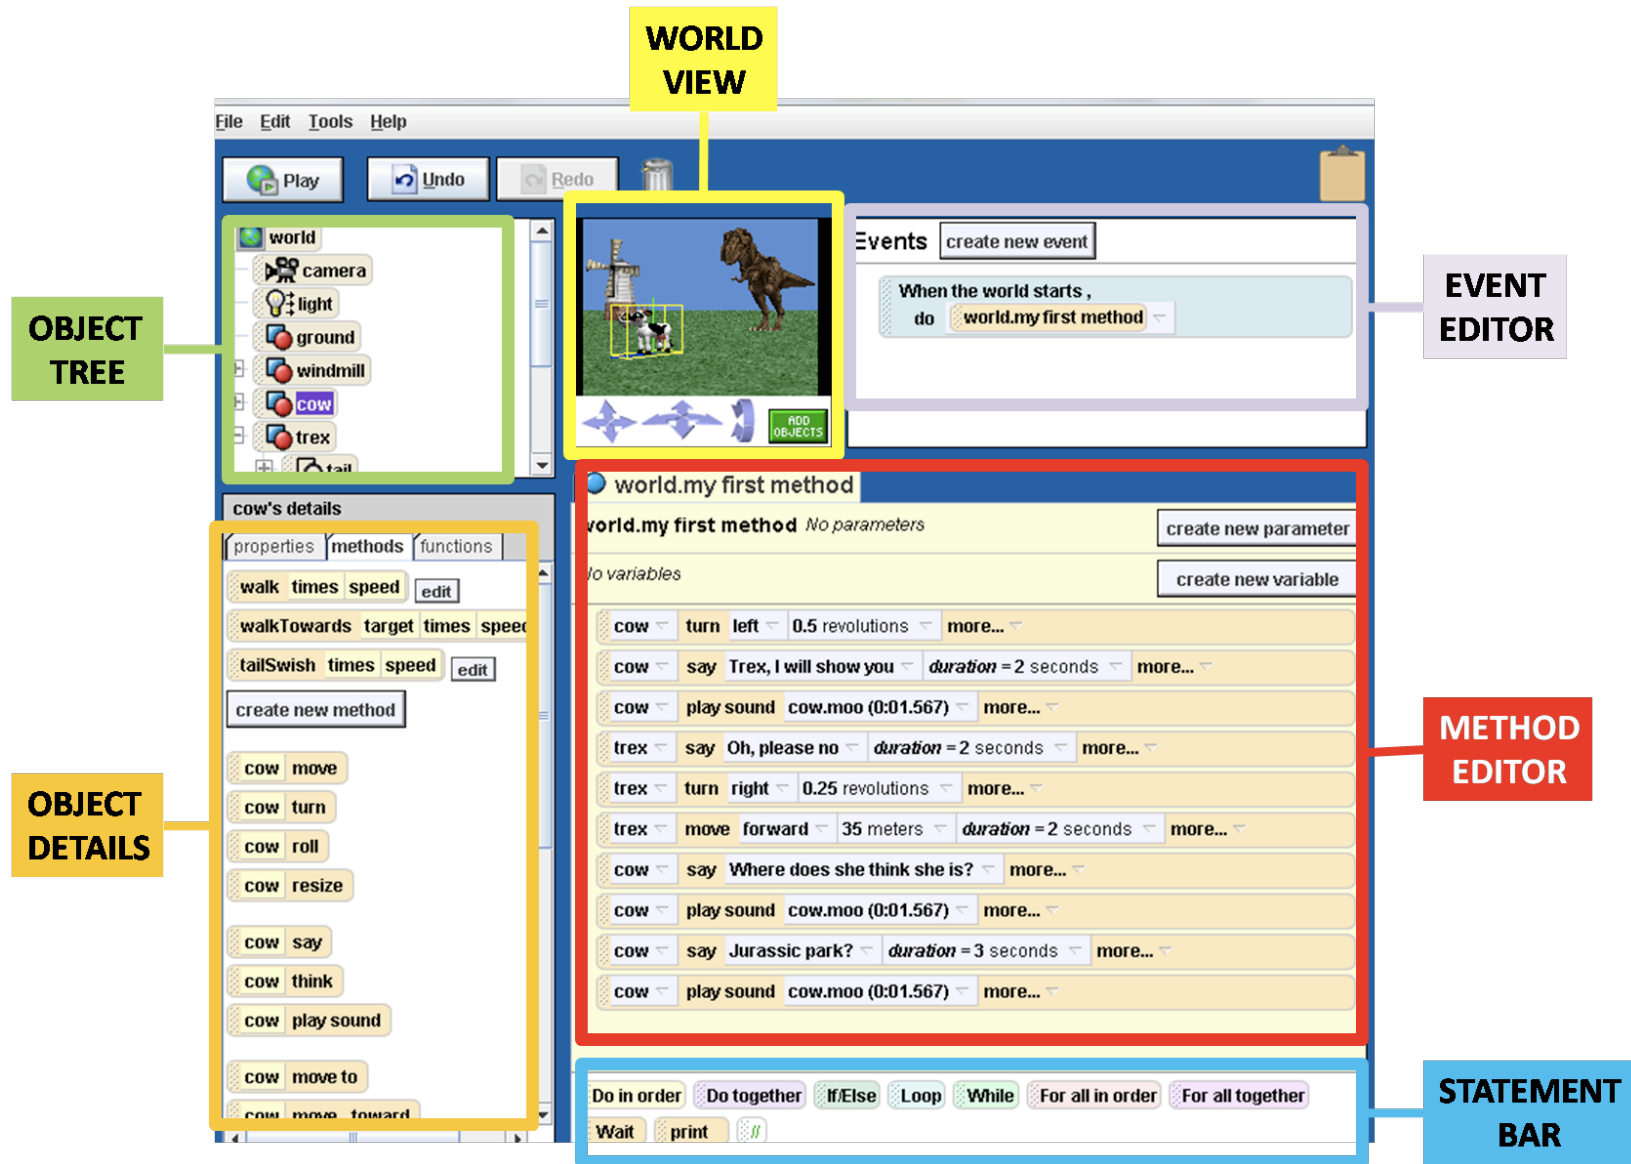 WORLD
VIEW
File Edit Tools Help
Play Undo Redo
OBJECT
TREE
world
camera
light
ground
windmill
cow
trex
tail
ADD
OBJECTS
Events create new event
When the world starts ,
do world.my first method
EVENT
EDITOR
cow's details
properties methods functions
walk times speed edit
walkTowards target times speed
tailSwish times speed edit
create new method
cow move
cow turn
cow roll
cow resize
cow say
cow think
cow play sound
cow move to
cow move toward
OBJECT
DETAILS
world.my first method
world.my first method No parameters create new parameter
No variables create new variable
cow turn left 0.5 revolutions more...
cow say Trex, I will show you duration = 2 seconds more...
cow play sound cow.moo (0:01.567) more...
trex say Oh, please no duration = 2 seconds more...
trex turn right 0.25 revolutions more...
trex move forward 35 meters duration = 2 seconds more...
cow say Where does she think she is? more...
cow play sound cow.moo (0:01.567) more...
cow say Jurassic park? duration = 3 seconds more...
cow play sound cow.moo (0:01.567) more...
METHOD
EDITOR
Do in order Do together If/Else Loop While For all in order For all together
Wait print //
STATEMENT
BAR